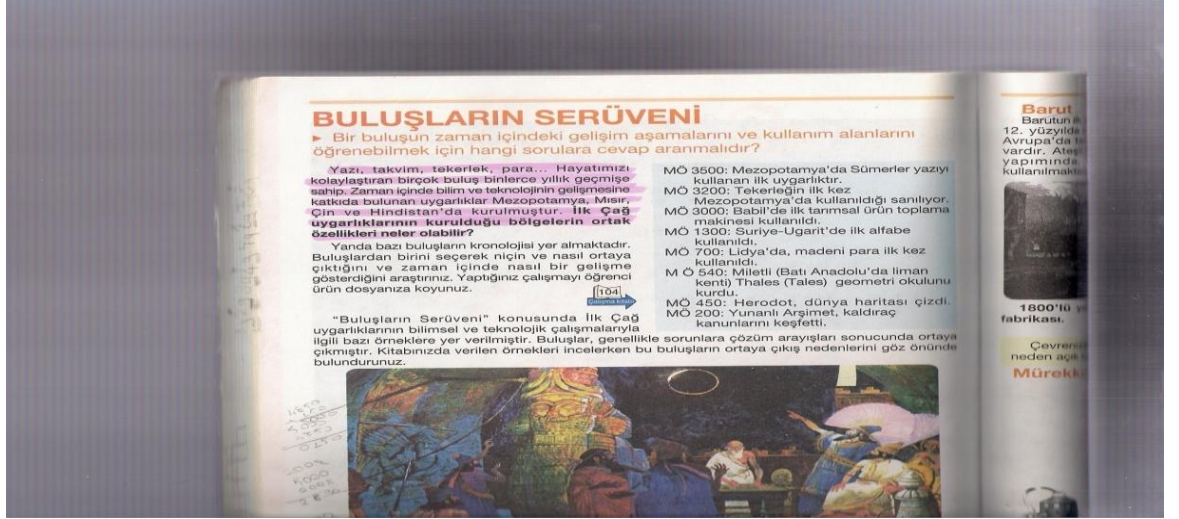 BULUŞLARIN SERÜVENİ
► Bir buluşun zaman içindeki gelişim aşamalarını ve kullanım alanlarını
öğrenebilmek için hangi sorulara cevap aranmalıdır?
Yazı, takvim, tekerlek, para... Hayatımızı
kolaylaştıran birçok buluş binlerce yıllık geçmişe
sahip. Zaman içinde bilim ve teknolojinin gelişmesine
katkıda bulunan uygarlıklar Mezopotamya, Mısır,
Çin ve Hindistan'da kurulmuştur. İlk Çağ
uygarlıklarının kurulduğu bölgelerin ortak
özellikleri neler olabilir?
Yanda bazı buluşların kronolojisi yer almaktadır.
Buluşlardan birini seçerek niçin ve nasıl ortaya
çıktığını ve zaman içinde nasıl bir gelişme
gösterdiğini araştırınız. Yaptığınız çalışmayı öğrenci
ürün dosyanıza koyunuz.
104
Çalışma kitabı
"Buluşların Serüveni" konusunda İlk Çağ
uygarlıklarının bilimsel ve teknolojik çalışmalarıyla
ilgili bazı örneklere yer verilmiştir. Buluşlar, genellikle sorunlara çözüm arayışları sonucunda ortaya
çıkmıştır. Kitabınızda verilen örnekleri incelerken bu buluşların ortaya çıkış nedenlerini göz önünde
bulundurunuz.
MÖ 3500: Mezopotamya'da Sümerler yazıyı
kullanan ilk uygarlıktır.
MÖ 3200: Tekerleğin ilk kez
Mezopotamya'da kullanıldığı sanılıyor.
MÖ 3000: Babil'de ilk tarımsal ürün toplama
makinesi kullanıldı.
MÖ 1300: Suriye-Ugarit'de ilk alfabe
kullanıldı.
MÖ 700: Lidya'da, madeni para ilk kez
kullanıldı.
M Ö 540: Miletli (Batı Anadolu'da liman
kenti) Thales (Tales) geometri okulunu
kurdu.
MÖ 450: Herodot, dünya haritası çizdi.
MÖ 200: Yunanlı Arşimet, kaldıraç
kanunlarını keşfetti.
Barut
Barutun
12. yüzyılda
Avrupa'da
vardır.
yapımında
1800'lü
fabrikası.
neden